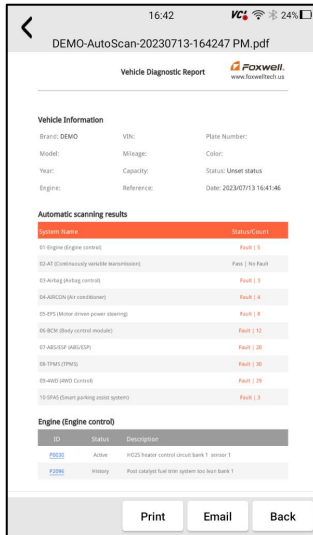 16:42 VC 24%
DEMO-AutoScan-20230713-164247 PM.pdf
Vehicle Diagnostic Report
Foxwell.
www.foxwelltech.us
Vehicle Information
Brand: DEMO VIN: Plate Number:
Model: Mileage: Color:
Year: Capacity: Status: Unset status
Engine: Reference: Date: 2023/07/13 16:41:46
Automatic scanning results
System Name Status/Count
01-Engine (Engine control) Fault | 5
02-AT (Continuously variable teansmission) Pass | No Fault
03-Airbag (Airbag control) Fault | 3
04-AIRCON (Air conditioner) Fault | 4
05-EPS (Motor driven power steering) Fault |
06-BCM (Body control module) Fault | 12
07-ABS/ESP (ABS/ESP) Fault | 20
08-TPMS (TPMS) Fault | 30
09-4WD (4WD Control) Fault | 29
10-SPAS (Smart parking assist system) Fault | 3
Engine (Engine control)
ID Status Description
P0030 Active HO2S heater control circuit bank 1 sensor 1
P2096 History Post catalyst fuel trim system too lean bank 1
Print Email Back